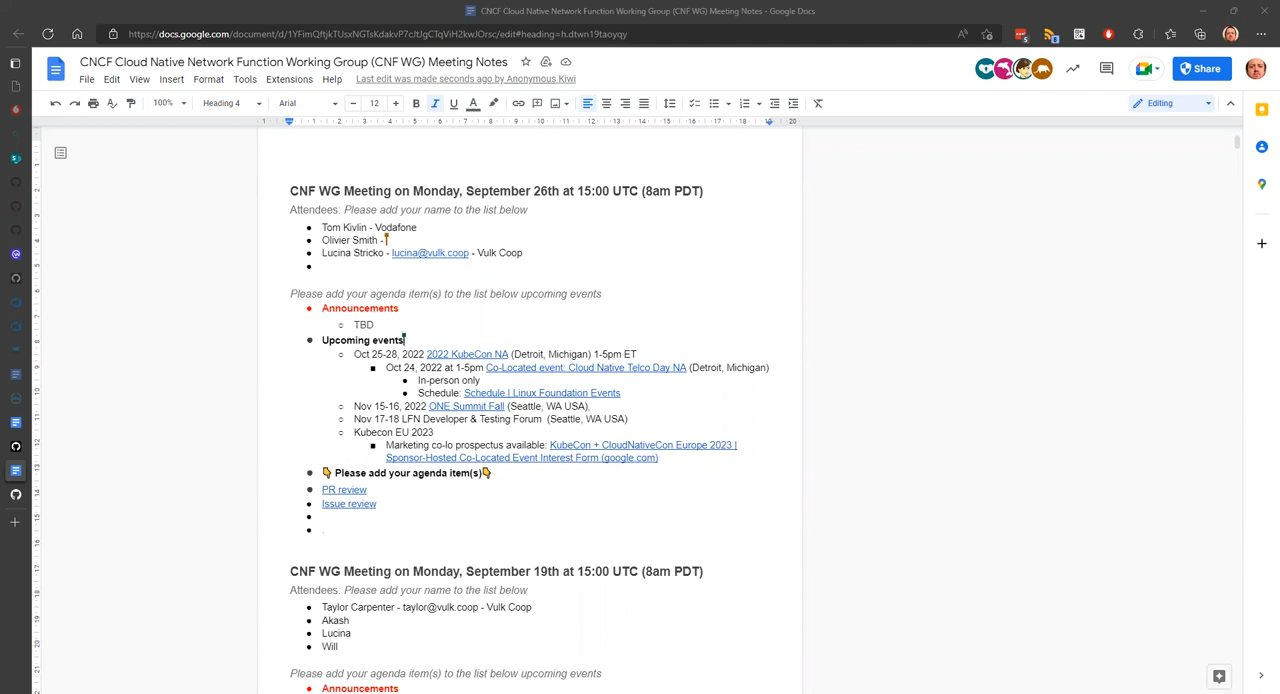 CNCF Cloud Native Network Function Working Group (CNF WG) Meeting Notes - Google Docs
https://docs.google.com/document/d/1YFimQftjkTUsxNGTsKdakvP7cJtJgCTqViH2kwJOrsc/edit#heading=h.dtwn19taoyqy
CNCF Cloud Native Network Function Working Group (CNF WG) Meeting Notes
File Edit View Insert Format Tools Extensions Help Last edit was made seconds ago by Anonymous Kiwi
Share
100% Heading 4 Arial 12 Editing
CNF WG Meeting on Monday, September 26th at 15:00 UTC (8am PDT)
Attendees: Please add your name to the list below
Tom Kivlin - Vodafone
Olivier Smith -
Lucina Stricko - lucina@vulk.coop - Vulk Coop
Please add your agenda item(s) to the list below upcoming events
Announcements
TBD
Upcoming events
Oct 25-28, 2022 2022 KubeCon NA (Detroit, Michigan) 1-5pm ET
Oct 24, 2022 at 1-5pm Co-Located event: Cloud Native Telco Day NA (Detroit, Michigan)
In-person only
Schedule: Schedule | Linux Foundation Events
Nov 15-16, 2022 ONE Summit Fall (Seattle, WA USA),
Nov 17-18 LFN Developer & Testing Forum (Seattle, WA USA)
Kubecon EU 2023
Marketing co-lo prospectus available: KubeCon + CloudNativeCon Europe 2023 |
Sponsor-Hosted Co-Located Event Interest Form (google.com)
👇 Please add your agenda item(s)👇
PR review
Issue review
.
CNF WG Meeting on Monday, September 19th at 15:00 UTC (8am PDT)
Attendees: Please add your name to the list below
Taylor Carpenter - taylor@vulk.coop - Vulk Coop
Akash
Lucina
Will
Please add your agenda item(s) to the list below upcoming events
Announcements